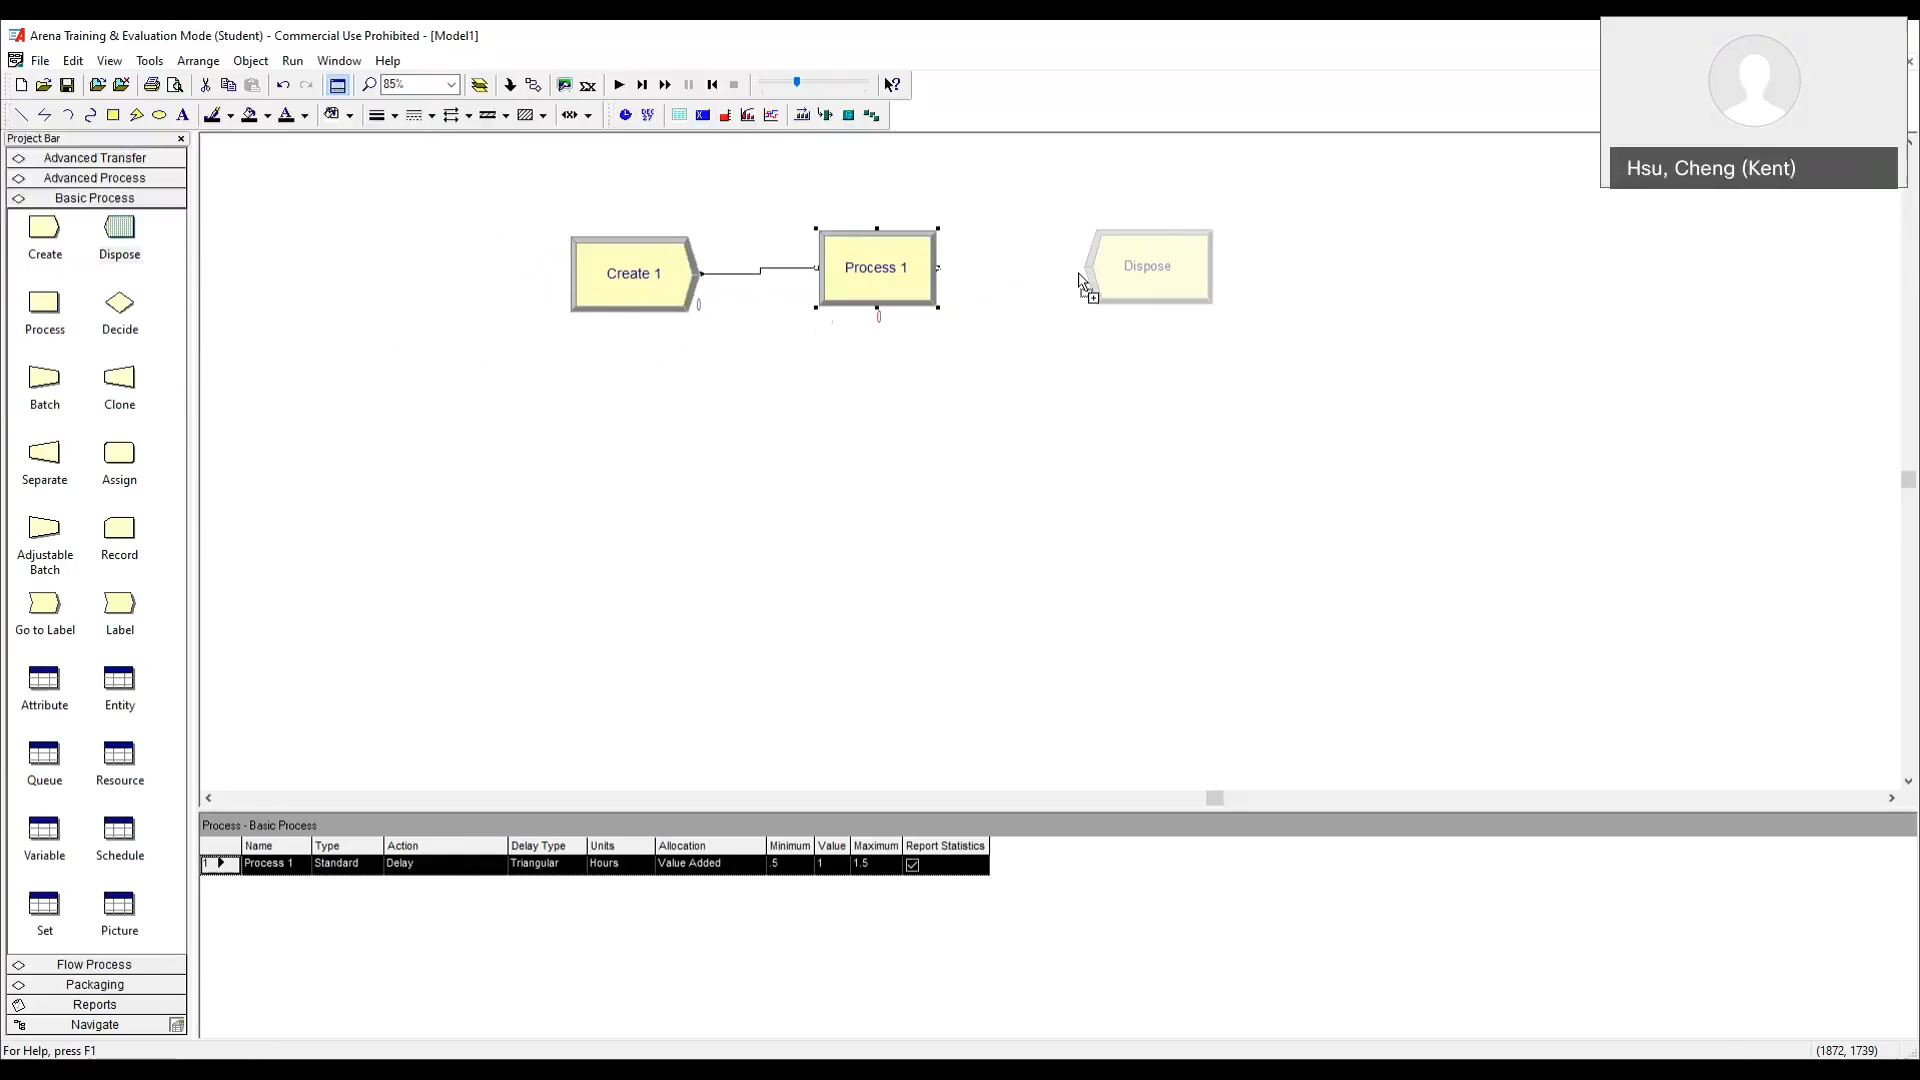 Arena Training & Evaluation Mode (Student) - Commercial Use Prohibited - [Model1]
File Edit View Tools Arrange Object Run Window Help
85%
Project Bar
Advanced Transfer
Advanced Process
Basic Process
Create Dispose
Process Decide
Batch Clone
Separate Assign
Adjustable Batch Record
Go to Label Label
Attribute Entity
Queue Resource
Variable Schedule
Set Picture
Flow Process
Packaging
Reports
Navigate
Create 1
0
Process 1
0
Dispose
Hsu, Cheng (Kent)
Process - Basic Process
Name Type Action Delay Type Units Allocation Minimum Value Maximum Report Statistics
1 Process 1 Standard Delay Triangular Hours Value Added .5 1 1.5
For Help, press F1
(1872, 1739)